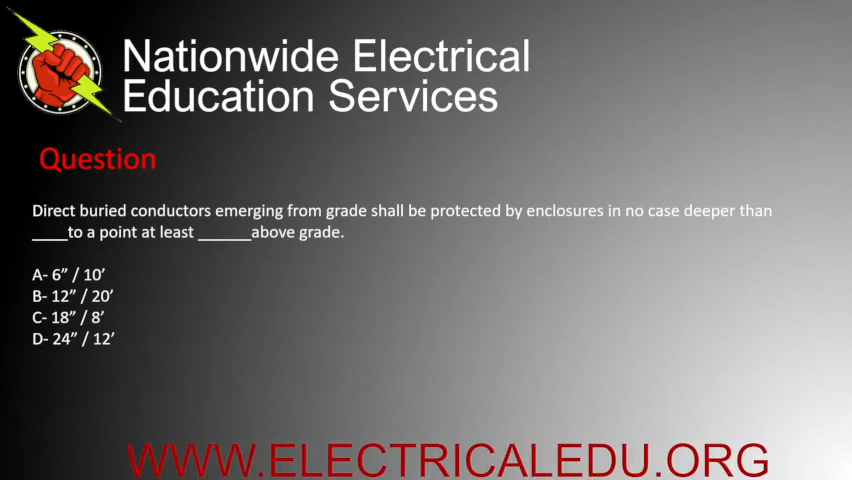 Nationwide Electrical
Education Services
Question
Direct buried conductors emerging from grade shall be protected by enclosures in no case deeper than
____to a point at least ______above grade.
A- 6” / 10’
B- 12” / 20’
C- 18” / 8’
D- 24” / 12’
WWW.ELECTRICALEDU.ORG